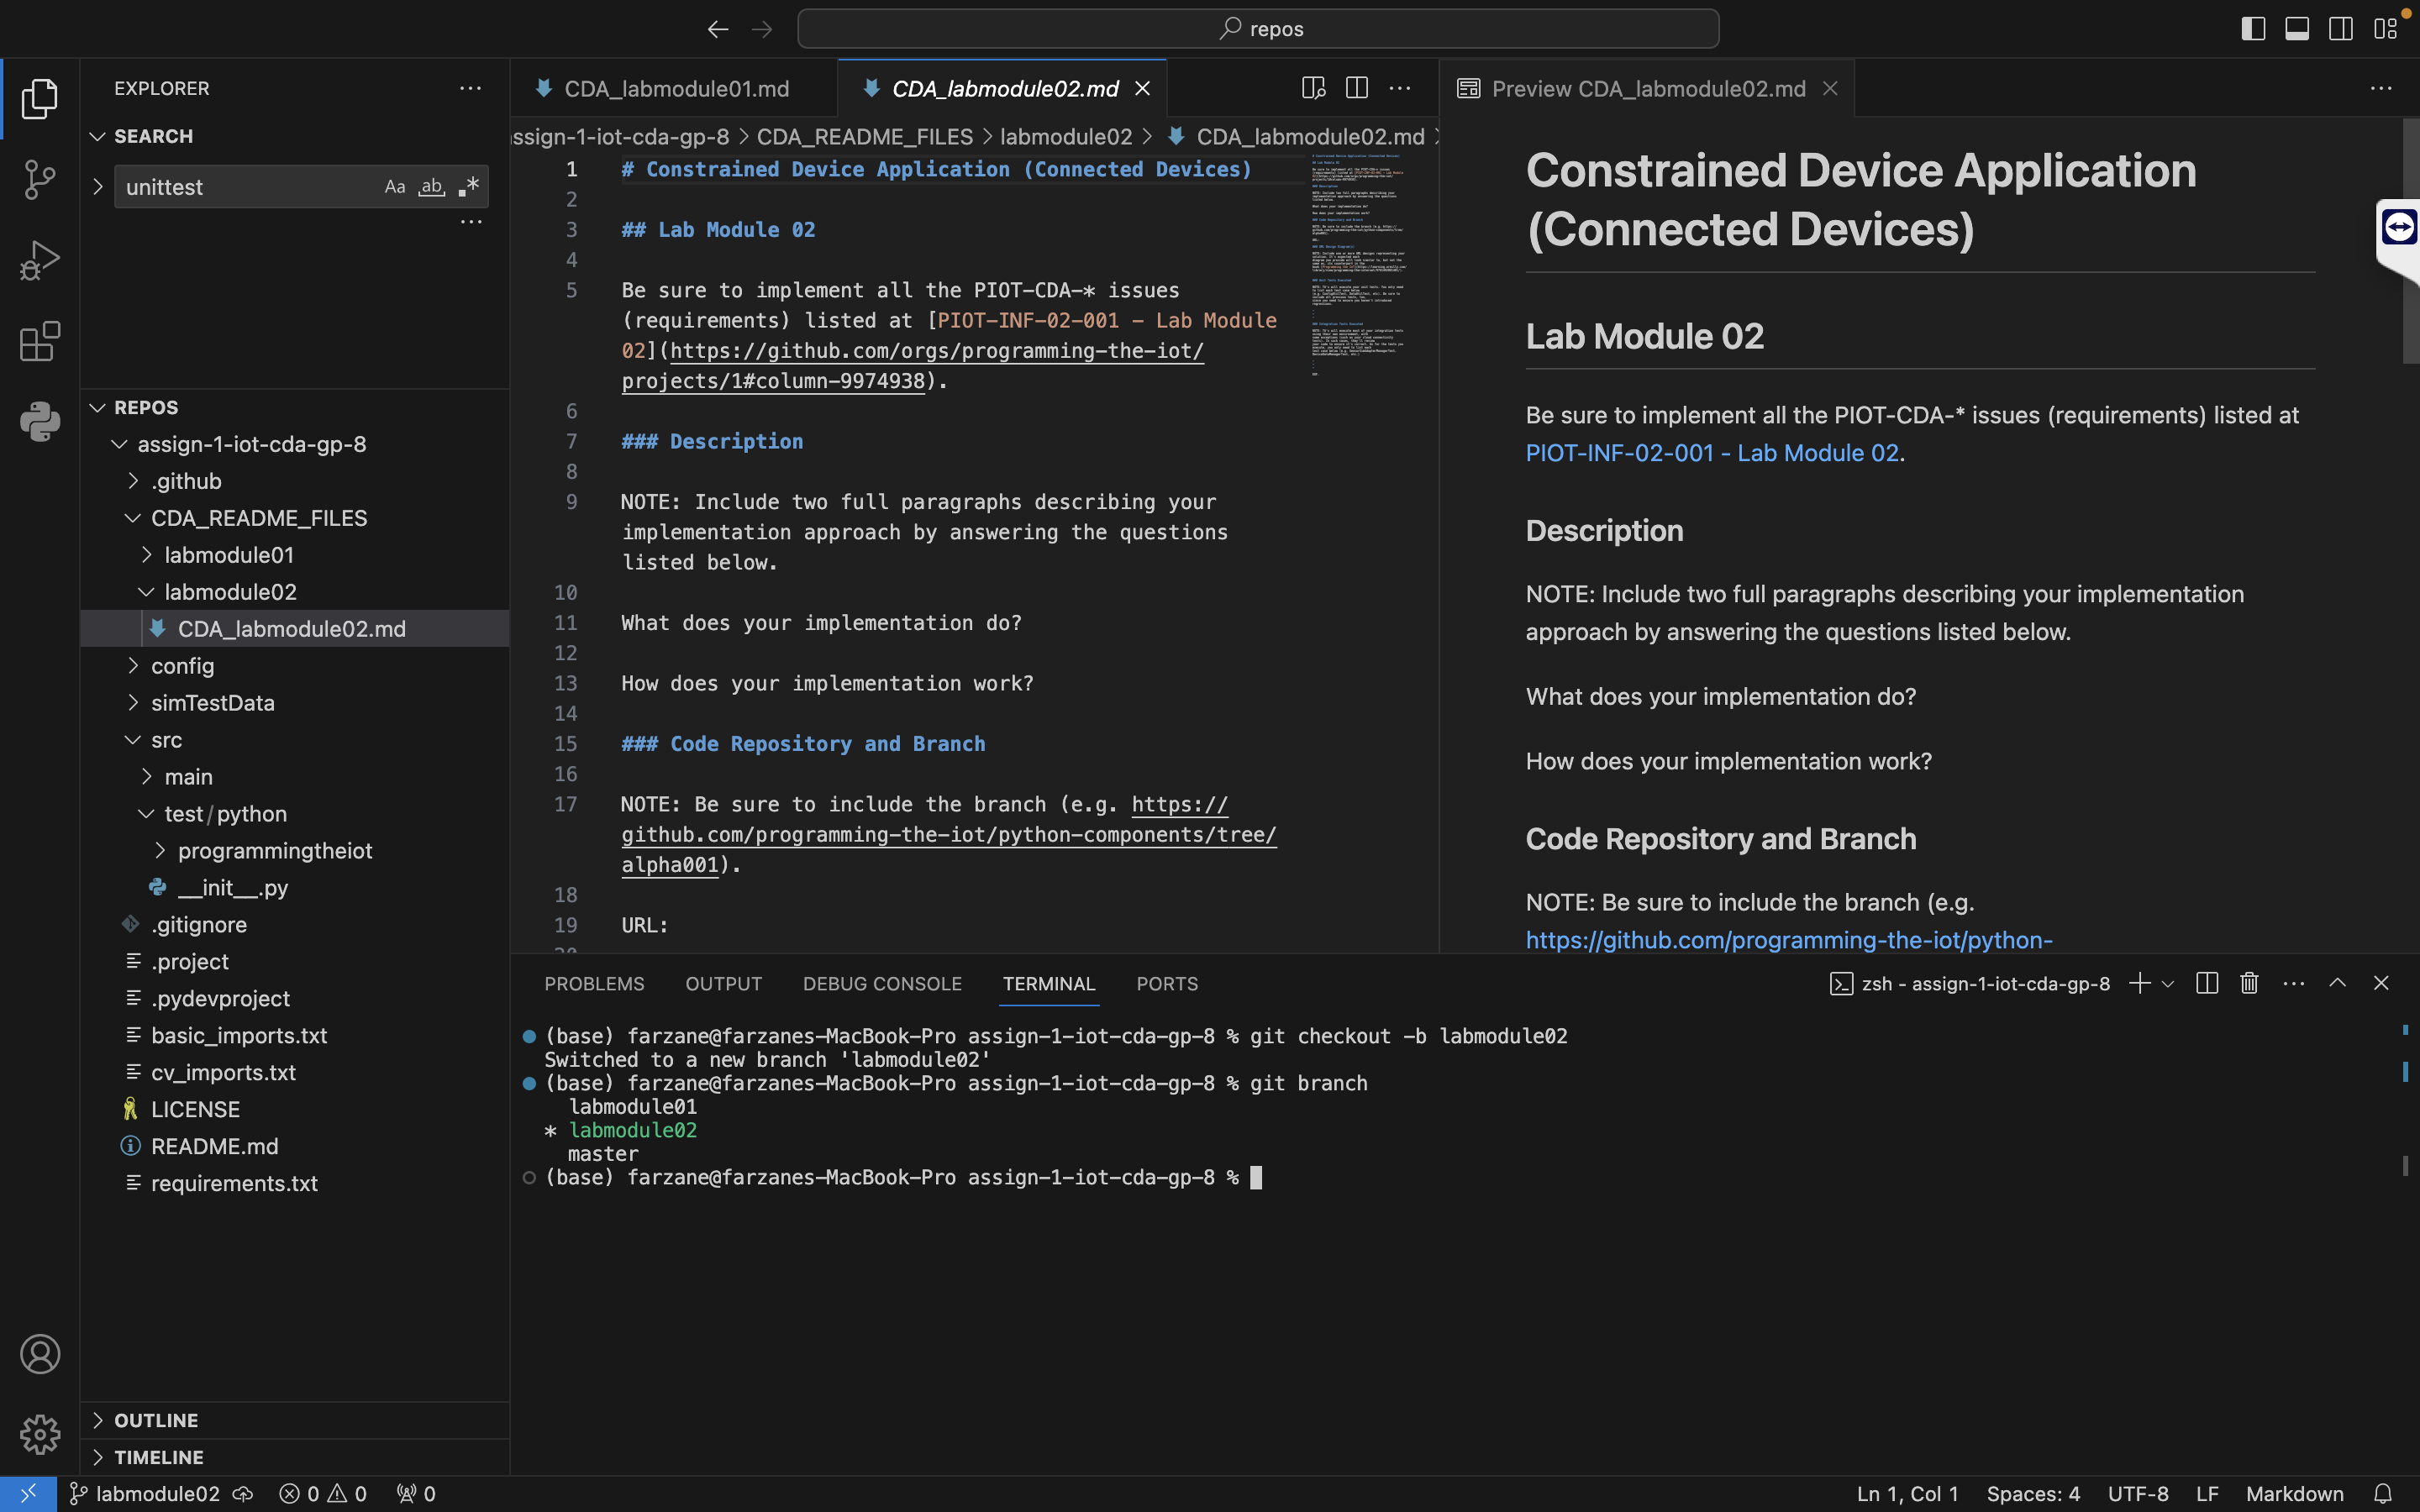 repos
EXPLORER
SEARCH
unittest
Aa ab .*
REPOS
assign-1-iot-cda-gp-8
.github
CDA_README_FILES
labmodule01
labmodule02
CDA_labmodule02.md
config
simTestData
src
main
test/python
programmingtheiot
__init__.py
.gitignore
.project
.pydevproject
basic_imports.txt
cv_imports.txt
LICENSE
README.md
requirements.txt
OUTLINE
TIMELINE
CDA_labmodule01.md
CDA_labmodule02.md
ssign-1-iot-cda-gp-8 > CDA_README_FILES > labmodule02 > CDA_labmodule02.md
1 # Constrained Device Application (Connected Devices)
2
3 ## Lab Module 02
4
5 Be sure to implement all the PIOT-CDA-* issues
(requirements) listed at [PIOT-INF-02-001 - Lab Module
02](https://github.com/orgs/programming-the-iot/
projects/1#column-9974938).
6
7 ### Description
8
9 NOTE: Include two full paragraphs describing your
implementation approach by answering the questions
listed below.
10
11 What does your implementation do?
12
13 How does your implementation work?
14
15 ### Code Repository and Branch
16
17 NOTE: Be sure to include the branch (e.g. https://
github.com/programming-the-iot/python-components/tree/
alpha001).
18
19 URL:
Preview CDA_labmodule02.md
Constrained Device Application
(Connected Devices)
Lab Module 02
Be sure to implement all the PIOT-CDA-* issues (requirements) listed at
PIOT-INF-02-001 - Lab Module 02.
Description
NOTE: Include two full paragraphs describing your implementation
approach by answering the questions listed below.
What does your implementation do?
How does your implementation work?
Code Repository and Branch
NOTE: Be sure to include the branch (e.g.
https://github.com/programming-the-iot/python-
PROBLEMS OUTPUT DEBUG CONSOLE TERMINAL PORTS
zsh - assign-1-iot-cda-gp-8
(base) farzane@farzanes-MacBook-Pro assign-1-iot-cda-gp-8 % git checkout -b labmodule02
Switched to a new branch 'labmodule02'
(base) farzane@farzanes-MacBook-Pro assign-1-iot-cda-gp-8 % git branch
labmodule01
* labmodule02
master
(base) farzane@farzanes-MacBook-Pro assign-1-iot-cda-gp-8 %
labmodule02 0 0 0
Ln 1, Col 1 Spaces: 4 UTF-8 LF Markdown